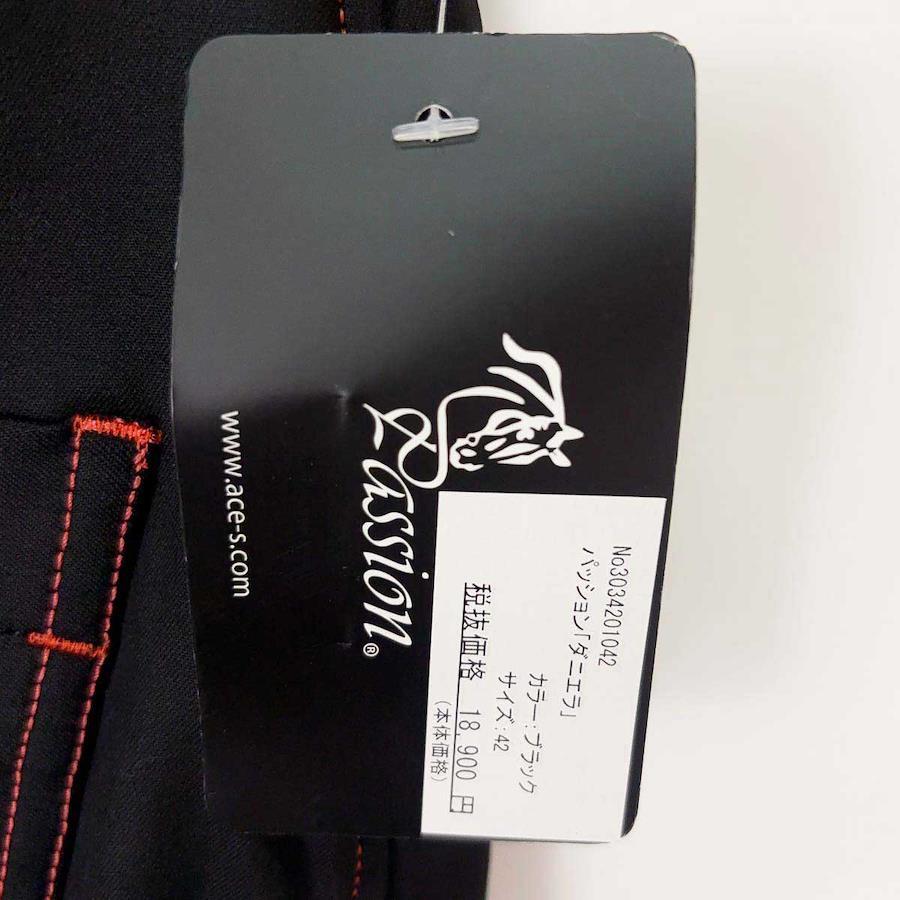 Passion®
www.ace-s.com
No3034201042
パッション「ダニエラ」
カラー:ブラック
サイズ:42
税抜価格 18,900 円
(本体価格)